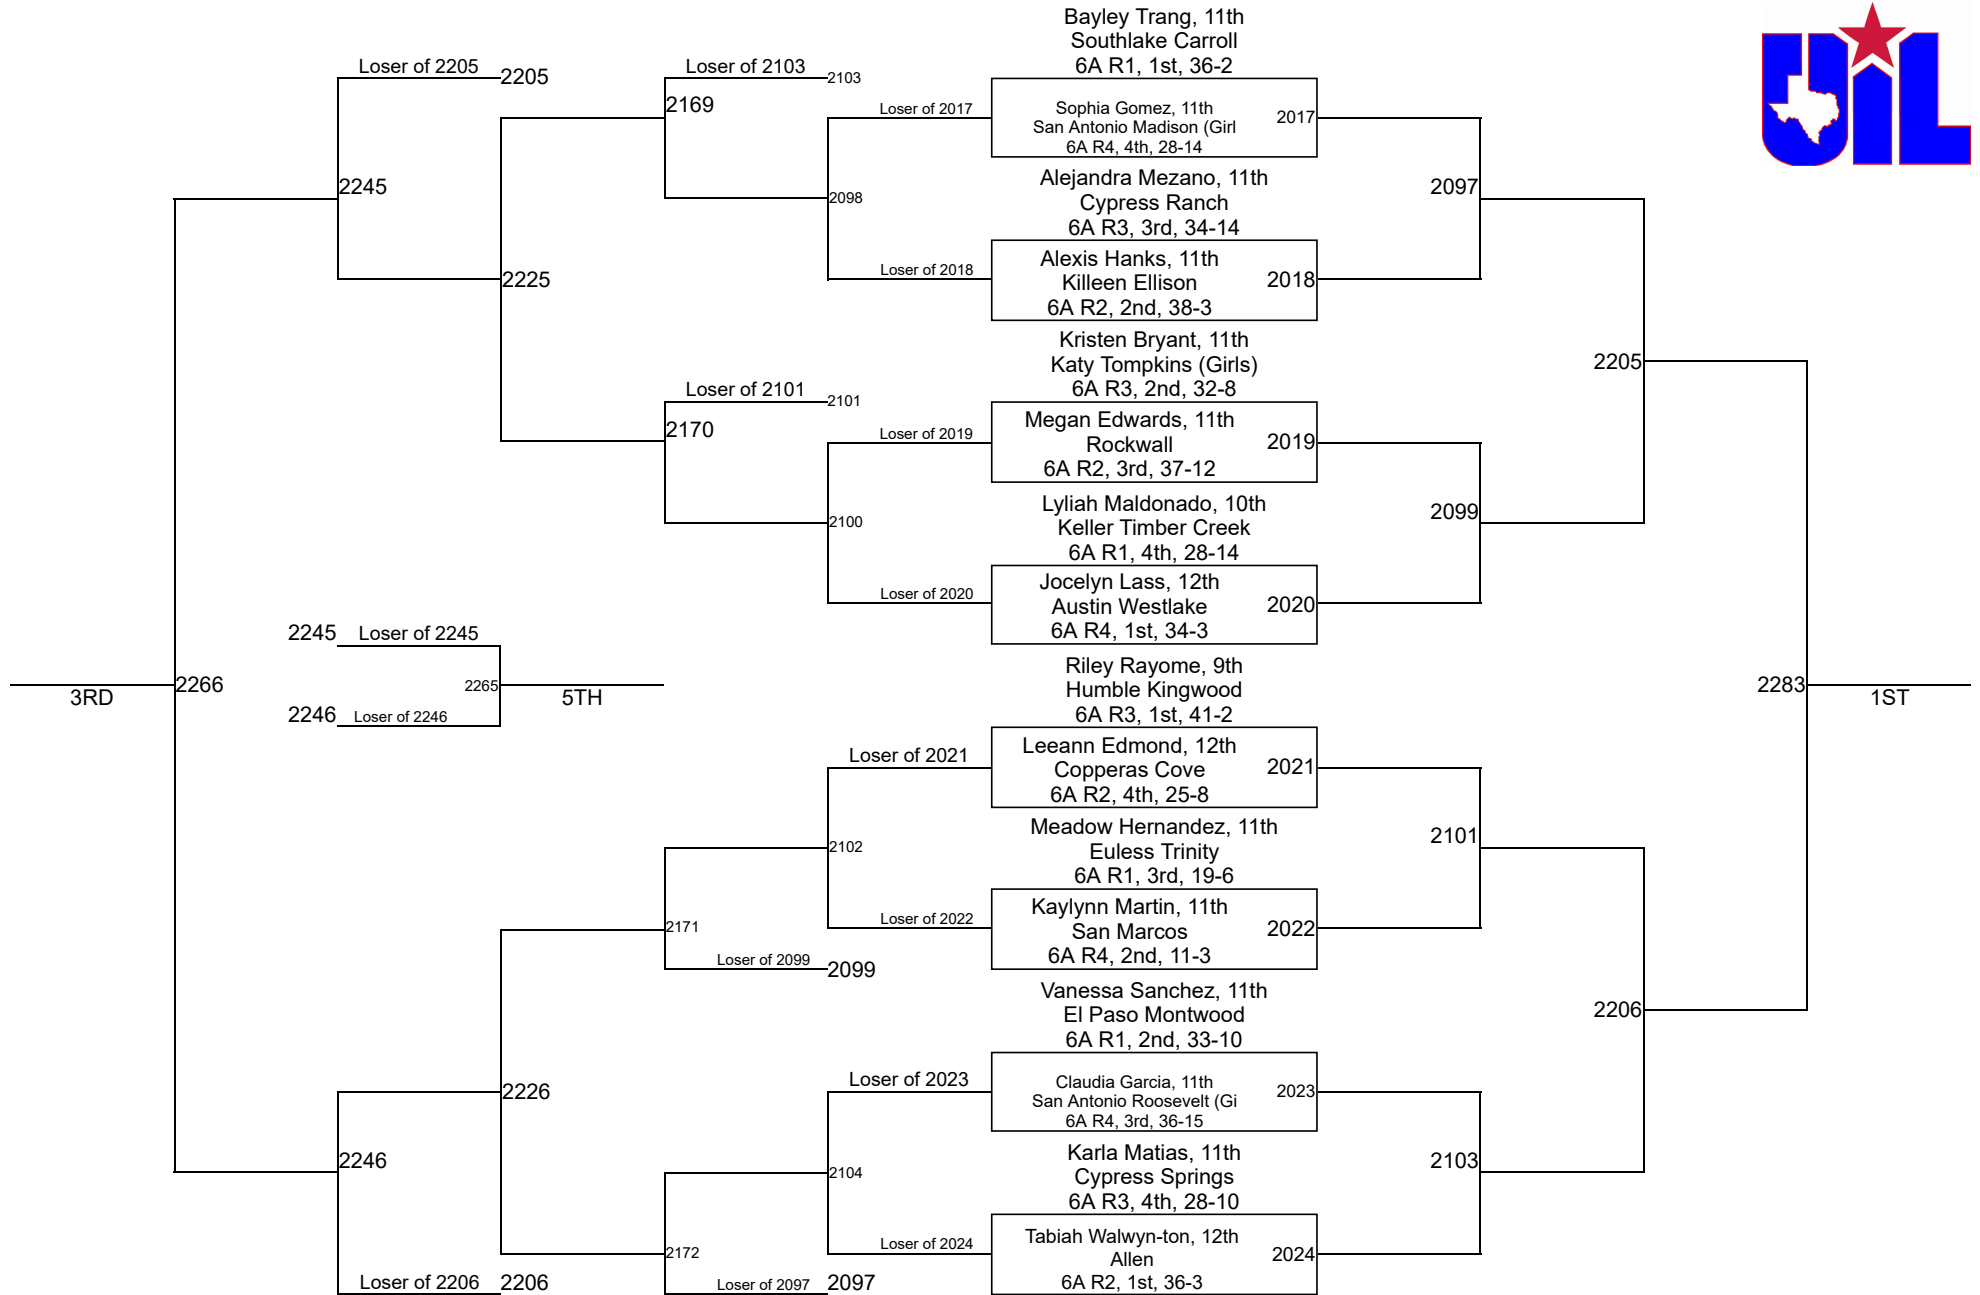 Bayley Trang, 11th
Southlake Carroll
6A R1, 1st, 36-2
Loser of 2205 2205
Loser of 2103 2103
2169
Loser of 2017
Sophia Gomez, 11th
San Antonio Madison (Girl
6A R4, 4th, 28-14
2017
UIL
2245
2098
Alejandra Mezano, 11th
Cypress Ranch
6A R3, 3rd, 34-14
2097
2225
Loser of 2018
Alexis Hanks, 11th
Killeen Ellison
6A R2, 2nd, 38-3
2018
Kristen Bryant, 11th
Katy Tompkins (Girls)
6A R3, 2nd, 32-8
2205
Loser of 2101 2101
2170
Loser of 2019
Megan Edwards, 11th
Rockwall
6A R2, 3rd, 37-12
2019
2100
Lyliah Maldonado, 10th
Keller Timber Creek
6A R1, 4th, 28-14
2099
Loser of 2020
Jocelyn Lass, 12th
Austin Westlake
6A R4, 1st, 34-3
2020
2245 Loser of 2245
3RD
2266
2265
5TH
2246 Loser of 2246
Riley Rayome, 9th
Humble Kingwood
6A R3, 1st, 41-2
2283
1ST
Loser of 2021
Leeann Edmond, 12th
Copperas Cove
6A R2, 4th, 25-8
2021
2102
Meadow Hernandez, 11th
Euless Trinity
6A R1, 3rd, 19-6
2101
2171
Loser of 2022
Kaylynn Martin, 11th
San Marcos
6A R4, 2nd, 11-3
2022
Loser of 2099 2099
Vanessa Sanchez, 11th
El Paso Montwood
6A R1, 2nd, 33-10
2206
2226
Loser of 2023
Claudia Garcia, 11th
San Antonio Roosevelt (Gi
6A R4, 3rd, 36-15
2023
2246
2104
Karla Matias, 11th
Cypress Springs
6A R3, 4th, 28-10
2103
2172
Loser of 2024
Tabiah Walwyn-ton, 12th
Allen
6A R2, 1st, 36-3
2024
Loser of 2206 2206
Loser of 2097 2097